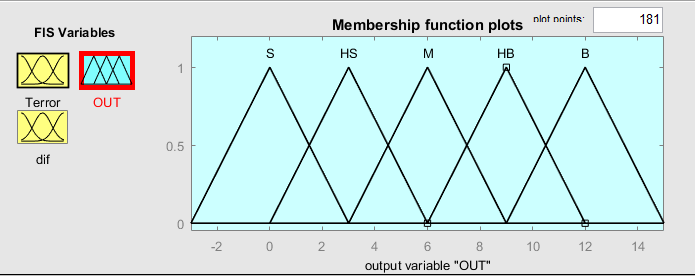 FIS Variables
Terror
OUT
dif
Membership function plots
plot points:
181
S HS M HB B
1
0.5
0
-2 0 2 4 6 8 10 12 14
output variable "OUT"